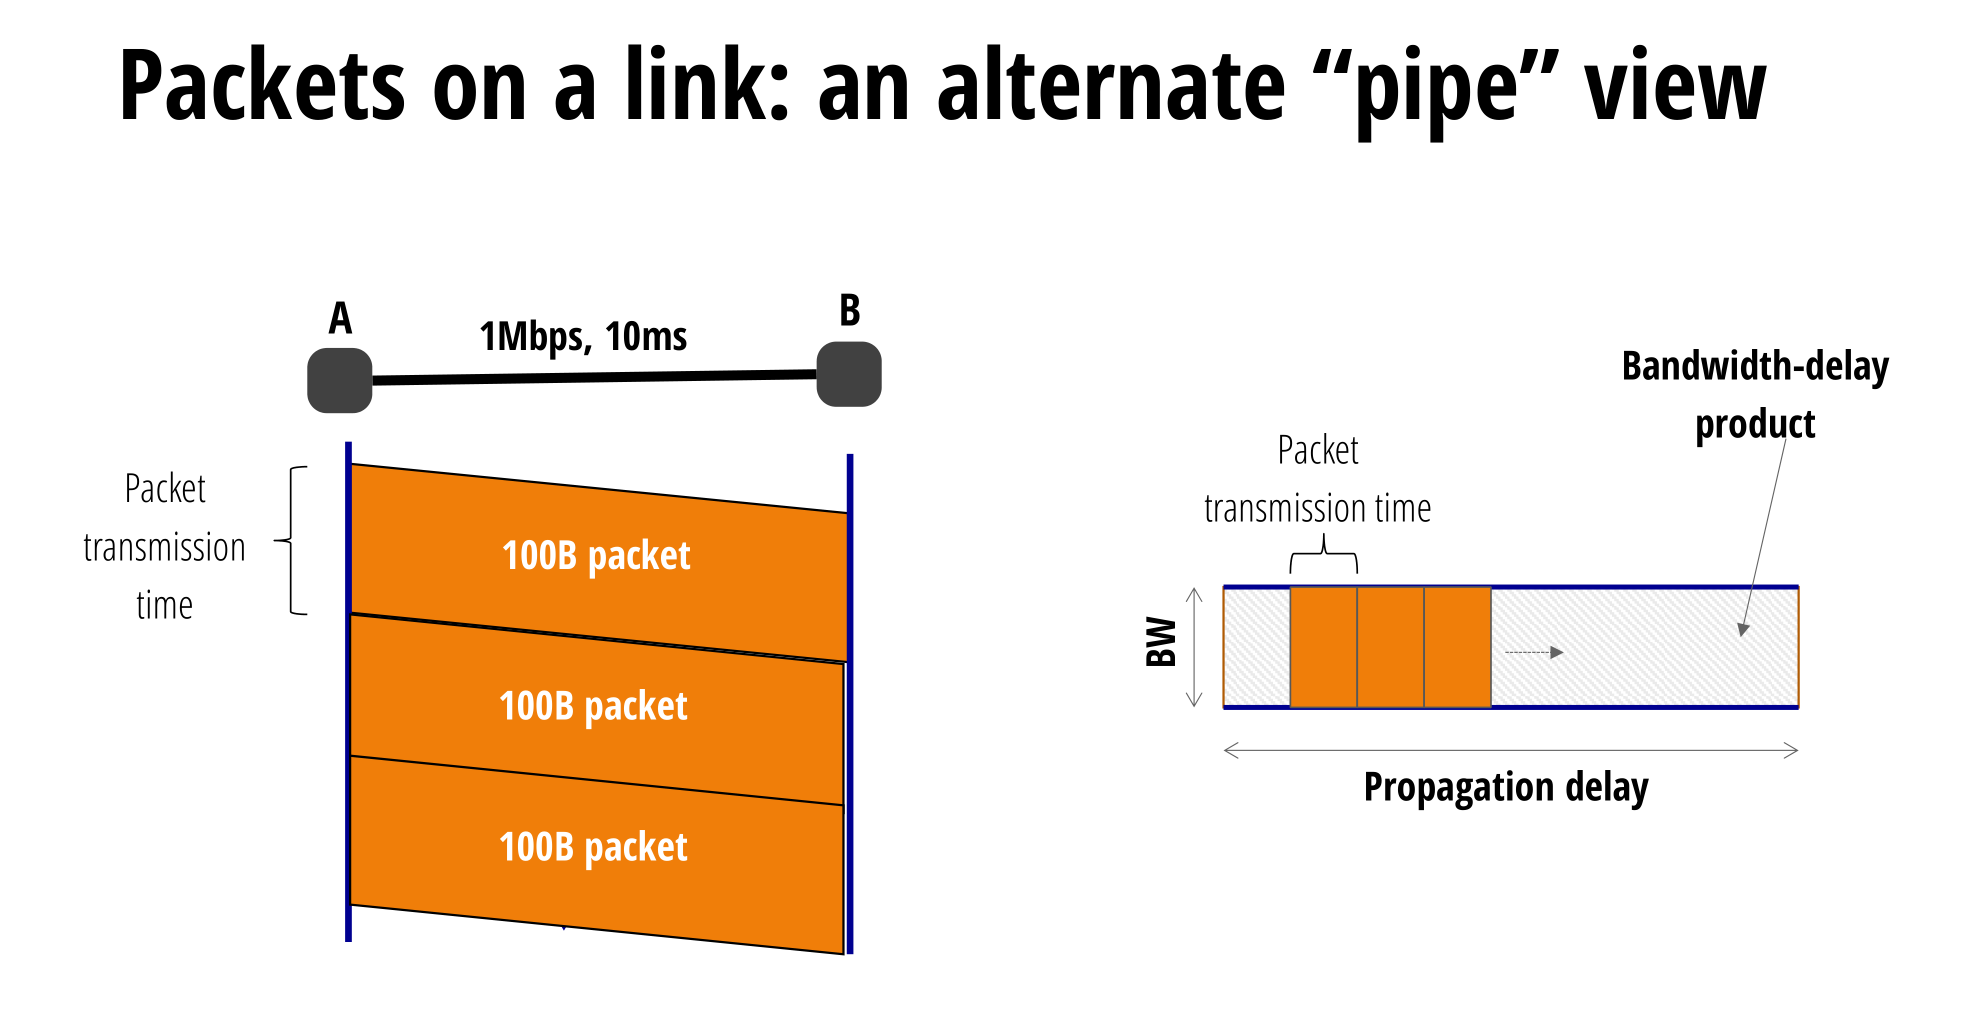 Packets on a link: an alternate “pipe” view
A
1Mbps, 10ms
B
Packet
transmission
time
100B packet
100B packet
100B packet
Bandwidth-delay
product
Packet
transmission time
BW
Propagation delay